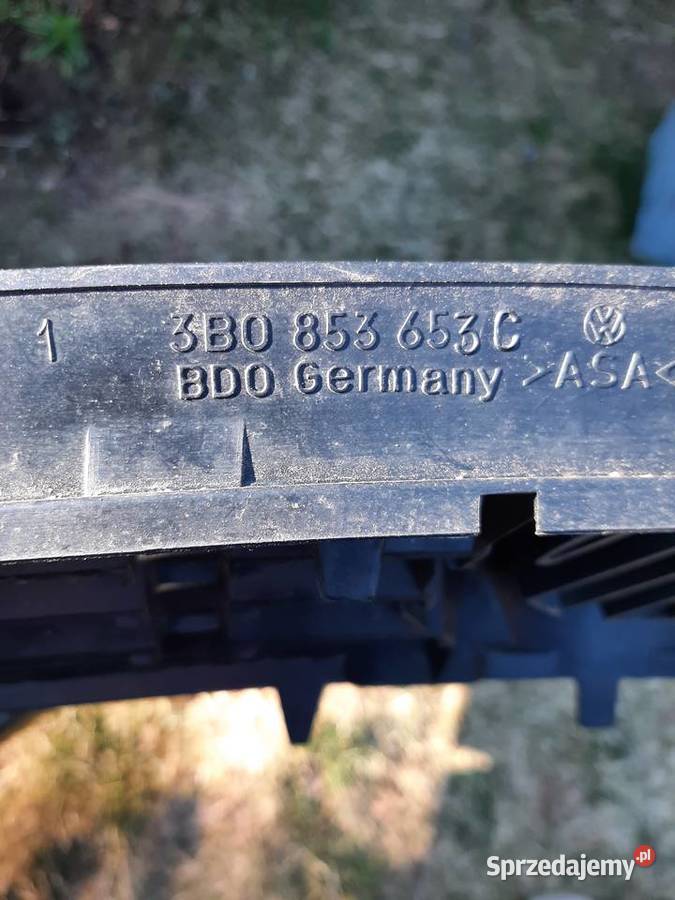 1 3B0 853 653 C
BDO Germany >ASA<
Sprzedajemy.pl